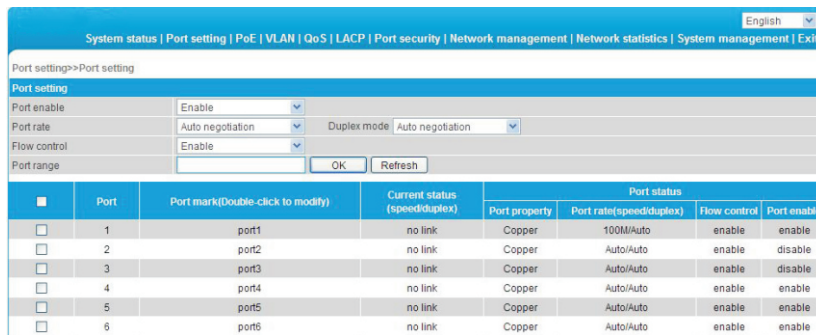 English
System status | Port setting | PoE | VLAN | QoS | LACP | Port security | Network management | Network statistics | System management | Exit
Port setting>>Port setting
Port setting
Port enable Enable
Port rate Auto negotiation Duplex mode Auto negotiation
Flow control Enable
Port range OK Refresh
Port Port mark(Double-click to modify) Current status (speed/duplex) Port status
Port property Port rate(speed/duplex) Flow control Port enabl
1 port1 no link Copper 100M/Auto enable enable
2 port2 no link Copper Auto/Auto enable disable
3 port3 no link Copper Auto/Auto enable disable
4 port4 no link Copper Auto/Auto enable enable
5 port5 no link Copper Auto/Auto enable enable
6 port6 no link Copper Auto/Auto enable enable